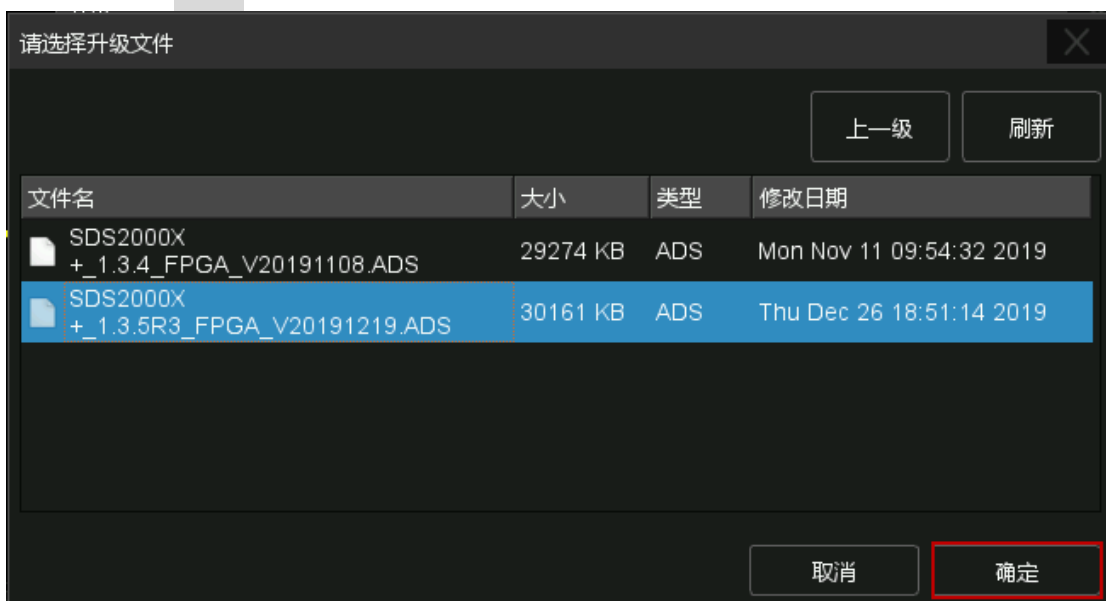 请选择升级文件
上一级 刷新
文件名 大小 类型 修改日期
SDS2000X
+_1.3.4_FPGA_V20191108.ADS 29274 KB ADS Mon Nov 11 09:54:32 2019
SDS2000X
+_1.3.5R3_FPGA_V20191219.ADS 30161 KB ADS Thu Dec 26 18:51:14 2019
取消 确定